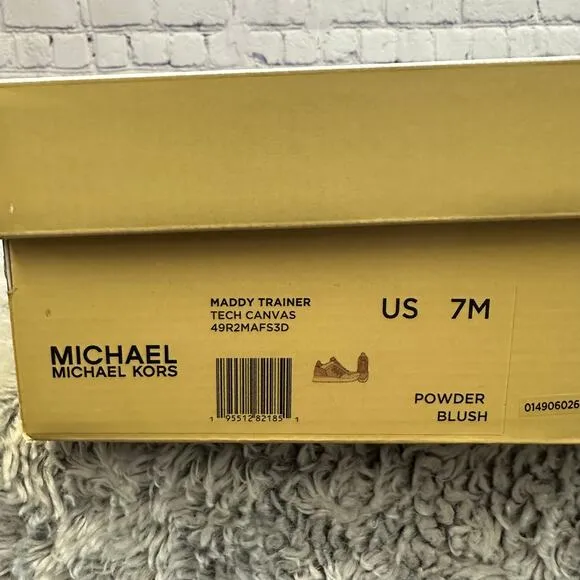 MADDY TRAINER
TECH CANVAS
49R2MAFS3D
US 7M
MICHAEL
MICHAEL KORS
1 95512 82185 1
POWDER
BLUSH
014906026